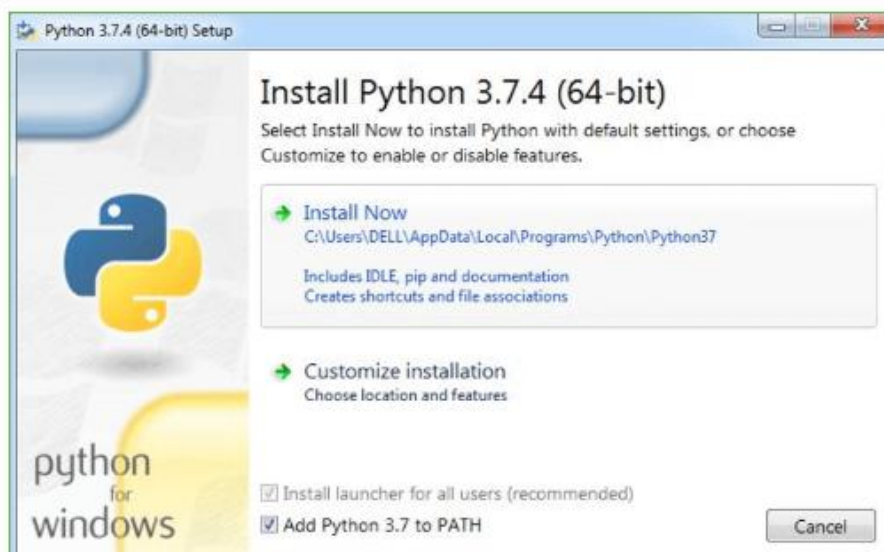 Python 3.7.4 (64-bit) Setup
Install Python 3.7.4 (64-bit)
Select Install Now to install Python with default settings, or choose
Customize to enable or disable features.
Install Now
C:\Users\DELL\AppData\Local\Programs\Python\Python37
Includes IDLE, pip and documentation
Creates shortcuts and file associations
Customize installation
Choose location and features
python
for
windows
Install launcher for all users (recommended)
Add Python 3.7 to PATH
Cancel